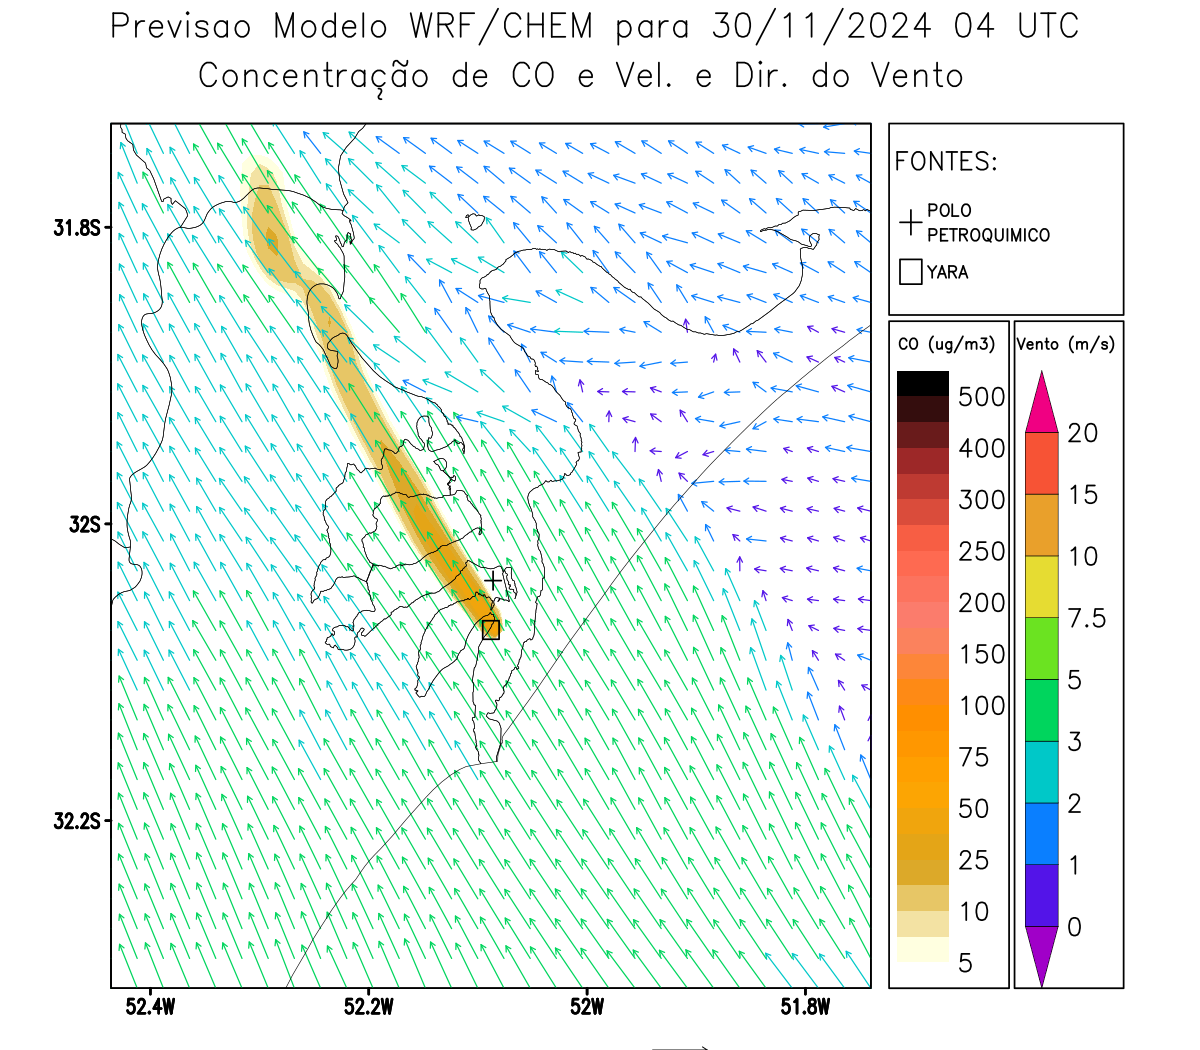 Previsao Modelo WRF/CHEM para 30/11/2024 04 UTC
Concentração de CO e Vel. e Dir. do Vento
FONTES:
POLO
PETROQUIMICO
YARA
CO (ug/m3)
500
400
300
250
200
150
100
75
50
25
10
5
Vento (m/s)
20
15
10
7.5
5
3
2
1
0
31.8S
32S
32.2S
52.4W 52.2W 52W 51.8W